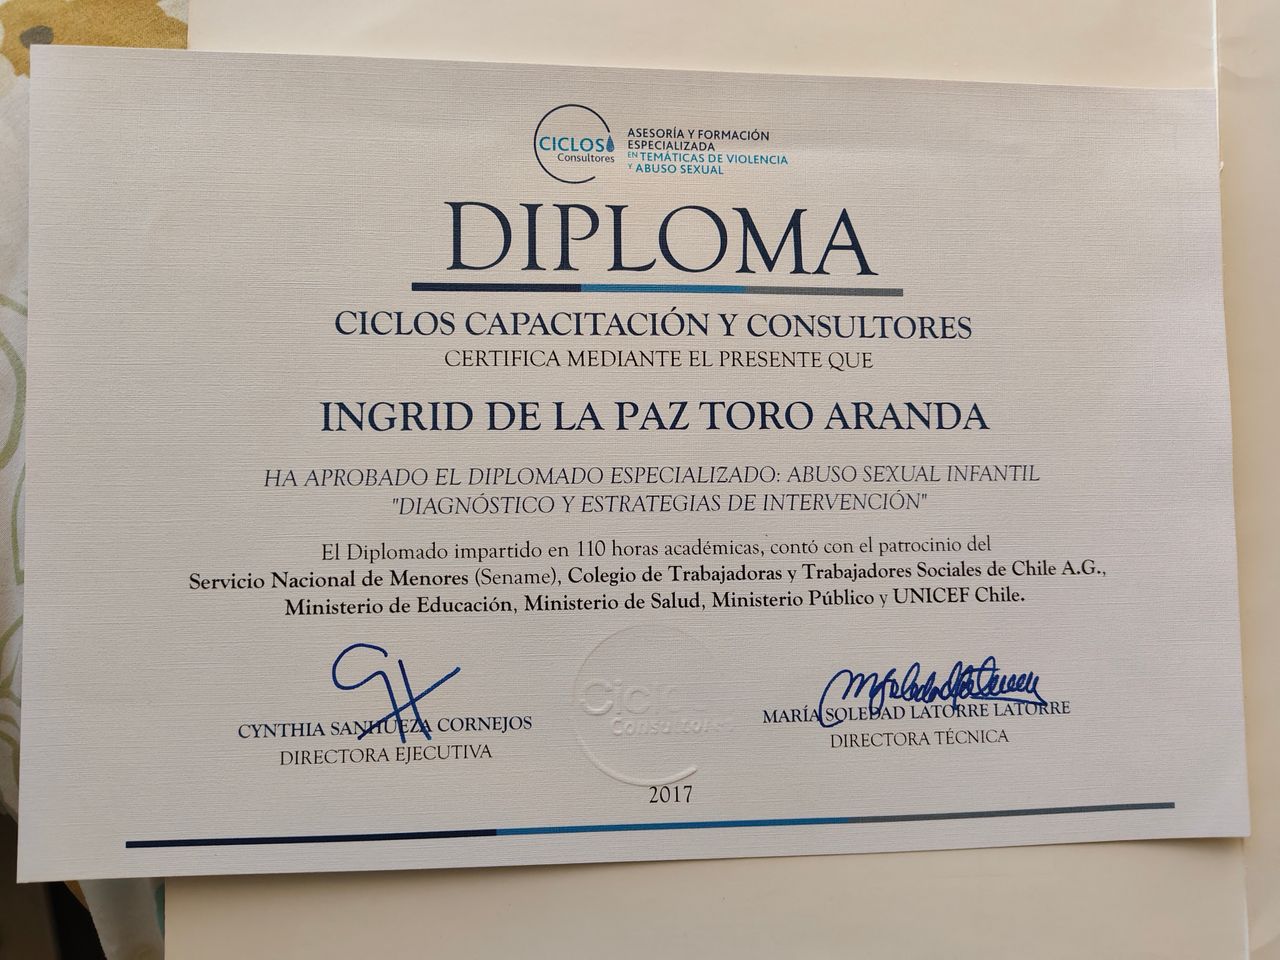 CICLOS
Consultores
ASESORÍA Y FORMACIÓN
ESPECIALIZADA
EN TEMÁTICAS DE VIOLENCIA
Y ABUSO SEXUAL
DIPLOMA
CICLOS CAPACITACIÓN Y CONSULTORES
CERTIFICA MEDIANTE EL PRESENTE QUE
INGRID DE LA PAZ TORO ARANDA
HA APROBADO EL DIPLOMADO ESPECIALIZADO: ABUSO SEXUAL INFANTIL
"DIAGNÓSTICO Y ESTRATEGIAS DE INTERVENCIÓN"
El Diplomado impartido en 110 horas académicas, contó con el patrocinio del
Servicio Nacional de Menores (Sename), Colegio de Trabajadoras y Trabajadores Sociales de Chile A.G.,
Ministerio de Educación, Ministerio de Salud, Ministerio Público y UNICEF Chile.
CYNTHIA SANHUEZA CORNEJOS
DIRECTORA EJECUTIVA
Consultores
MARÍA SOLEDAD LATORRE LATORRE
DIRECTORA TÉCNICA
2017